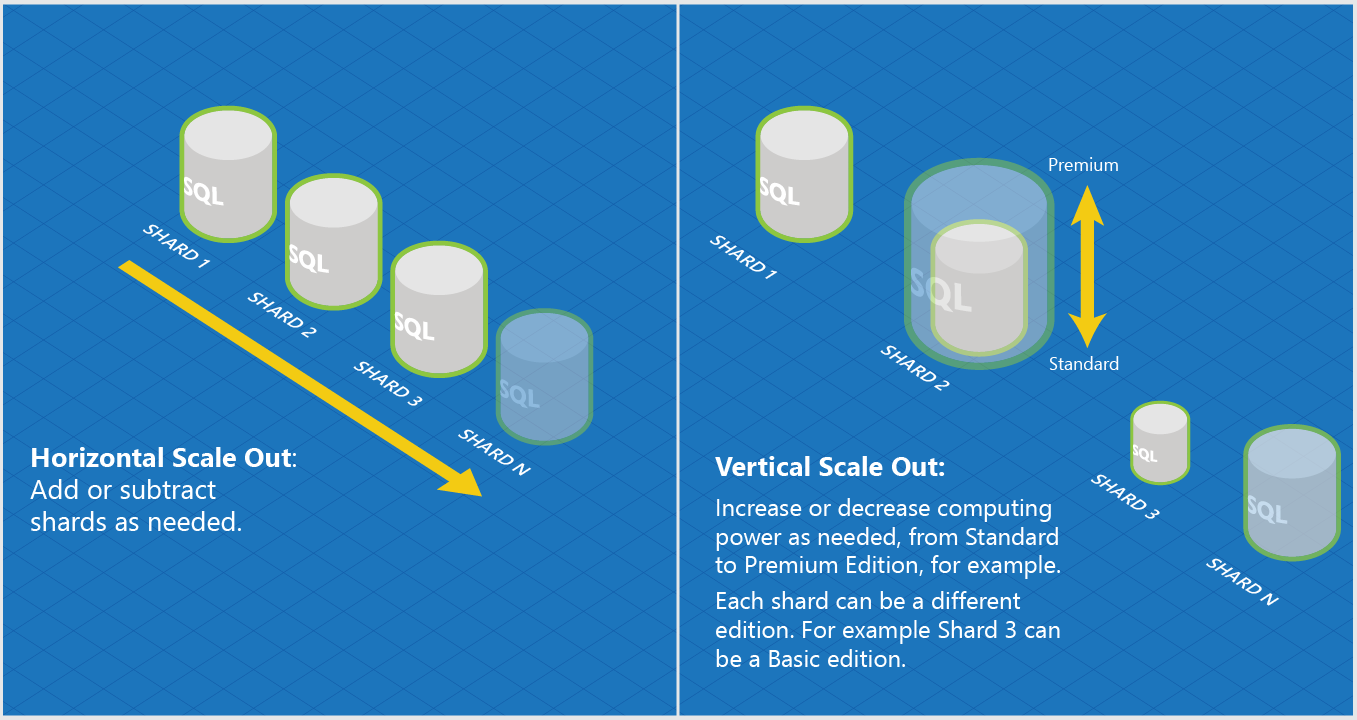 SQL
SHARD 1
SQL
SHARD 2
SQL
SHARD 3
SQL
SHARD N
Horizontal Scale Out:
Add or subtract
shards as needed.
SQL
SHARD 1
Premium
SQL
SQL
Standard
SHARD 2
SQL
SHARD 3
SQL
SHARD N
Vertical Scale Out:
Increase or decrease computing
power as needed, from Standard
to Premium Edition, for example.
Each shard can be a different
edition. For example Shard 3 can
be a Basic edition.